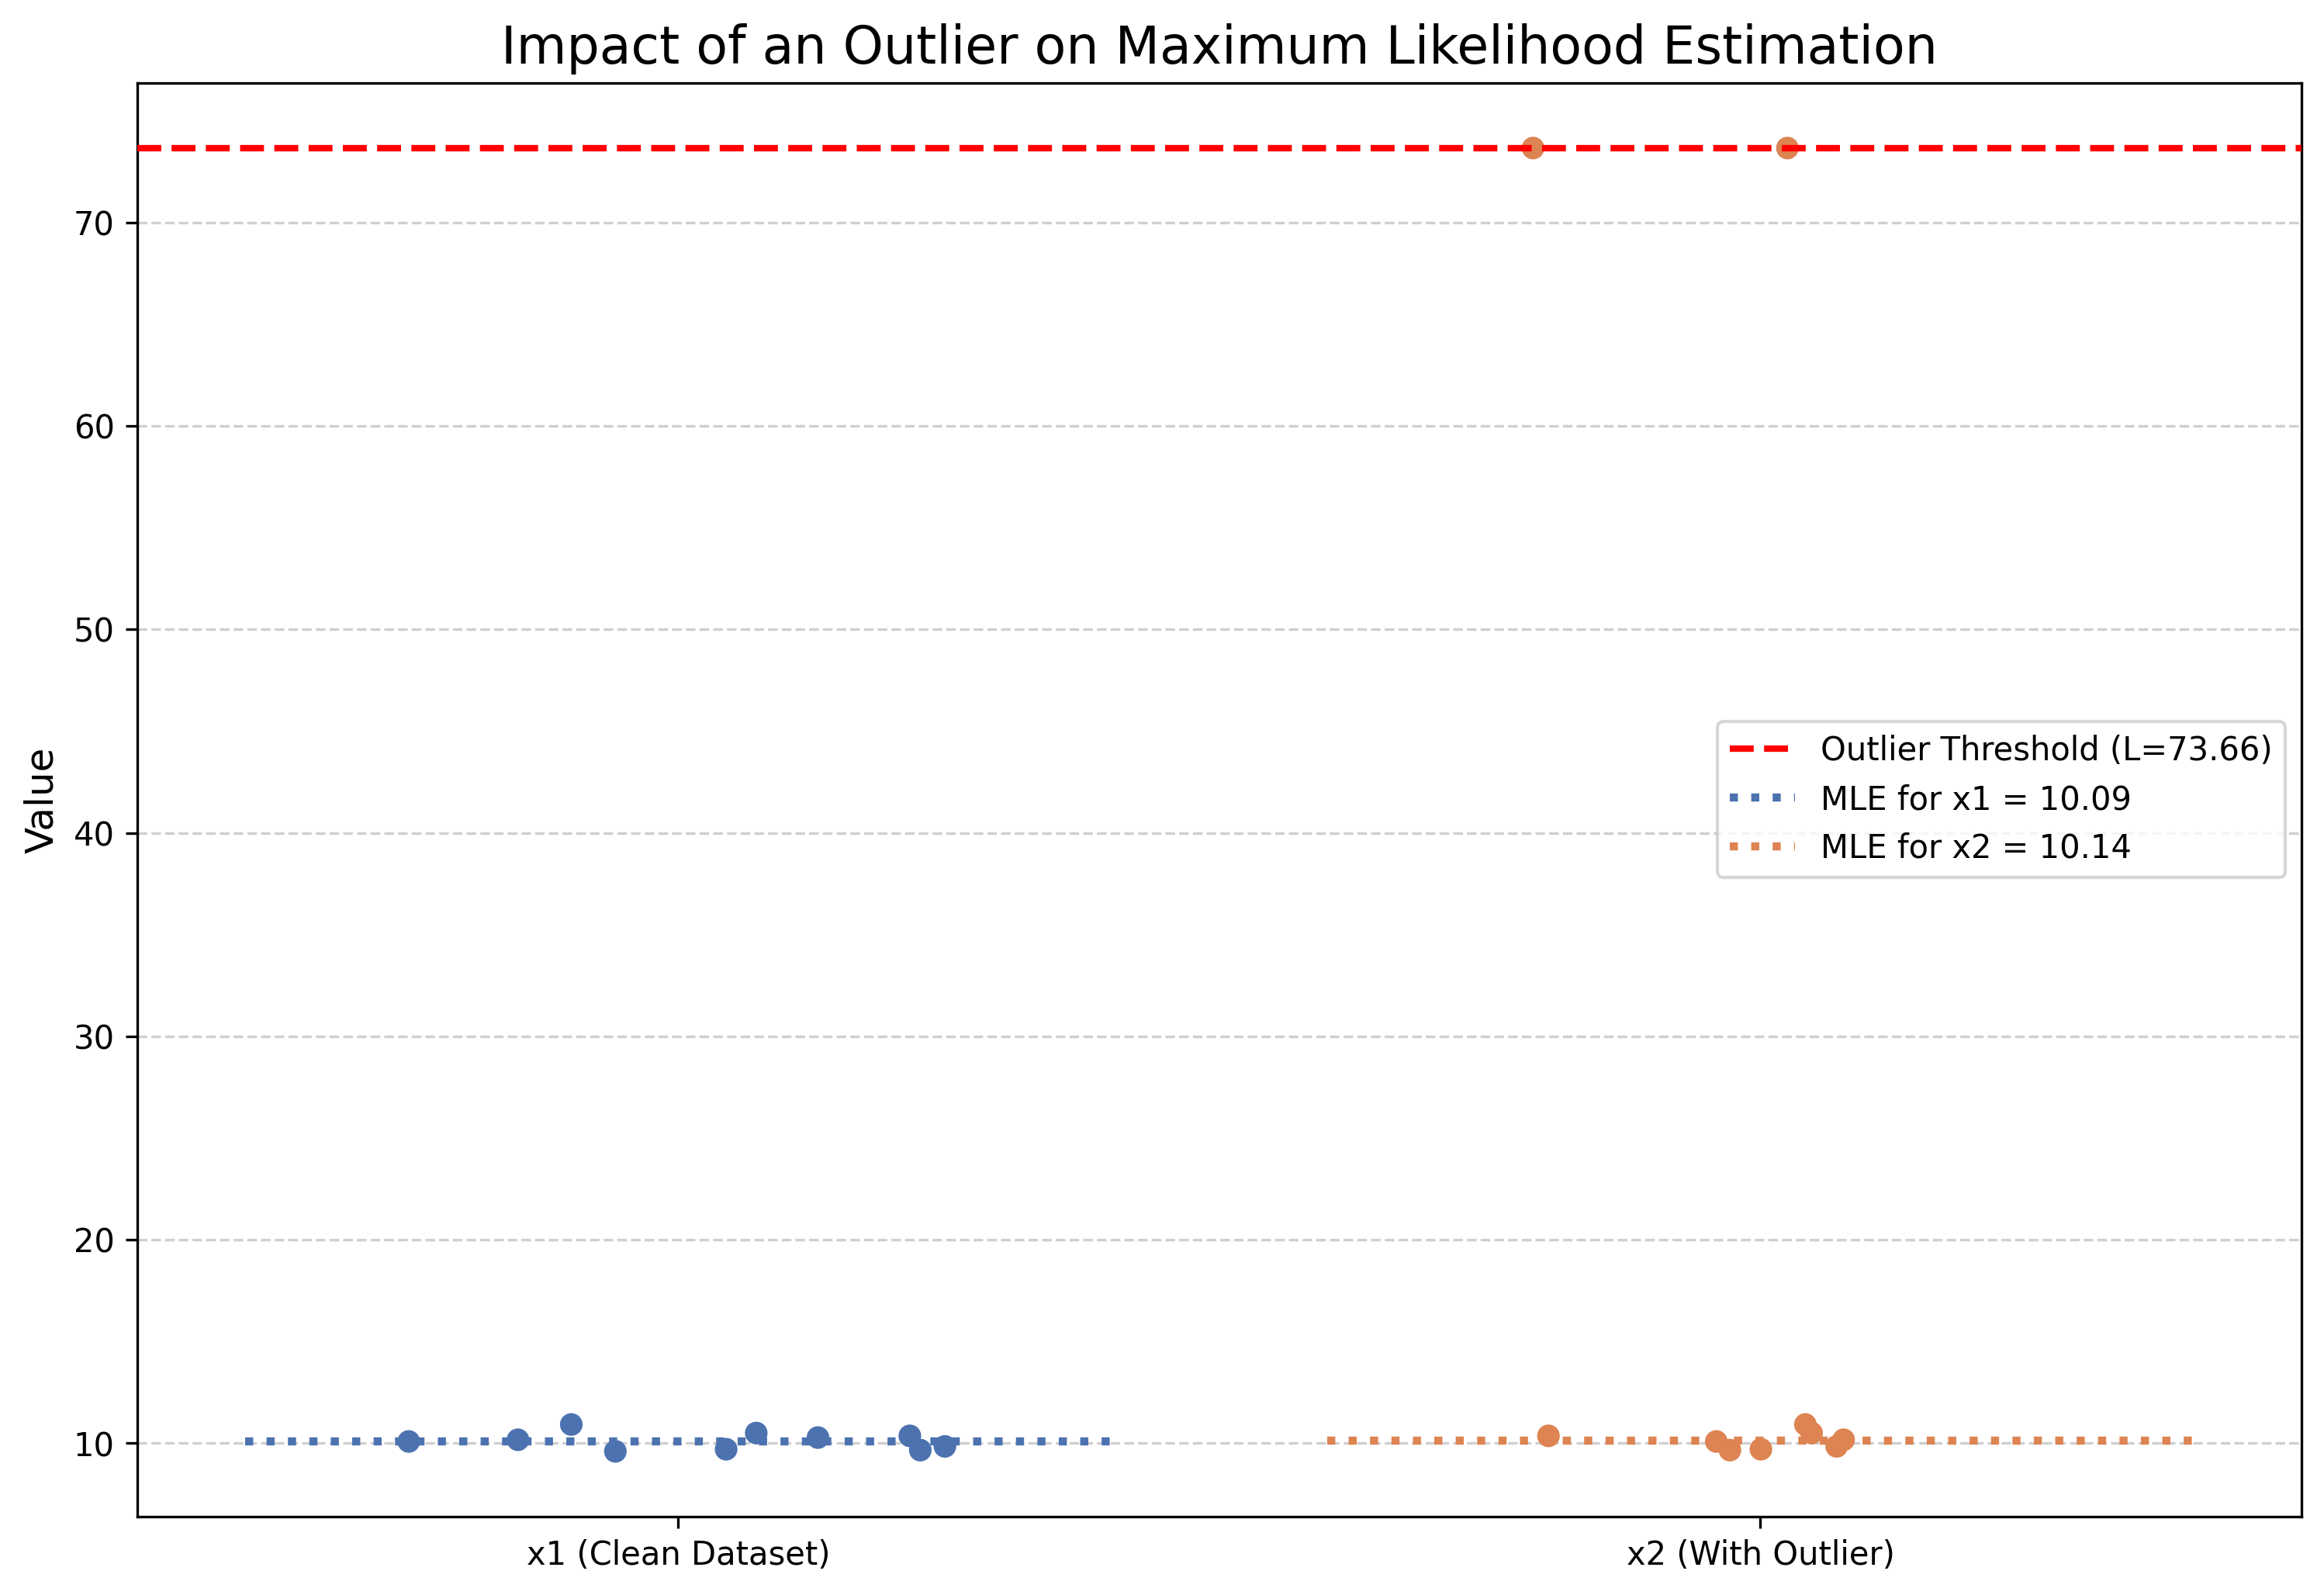 Impact of an Outlier on Maximum Likelihood Estimation
Value
70
60
50
40
30
20
10
Outlier Threshold (L=73.66)
MLE for x1 = 10.09
MLE for x2 = 10.14
x1 (Clean Dataset)
x2 (With Outlier)